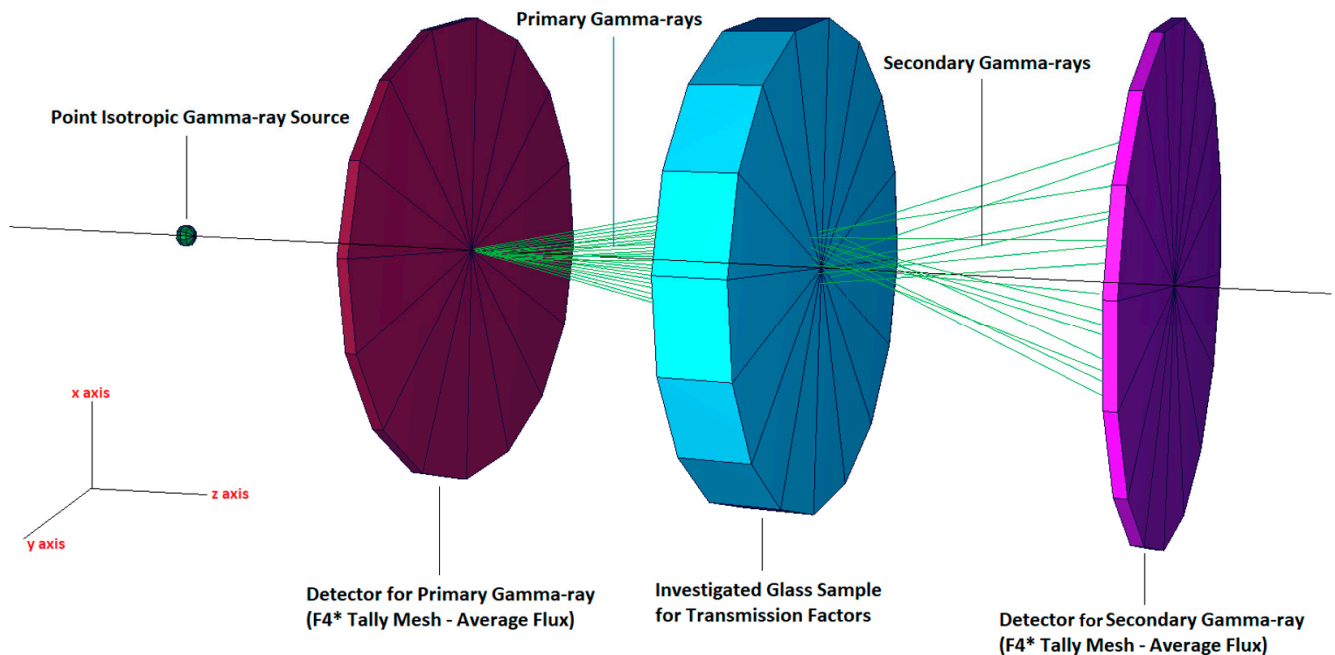 Primary Gamma-rays
Secondary Gamma-rays
Point Isotropic Gamma-ray Source
x axis
z axis
y axis
Detector for Primary Gamma-ray
(F4* Tally Mesh - Average Flux)
Investigated Glass Sample
for Transmission Factors
Detector for Secondary Gamma-ray
(F4* Tally Mesh - Average Flux)